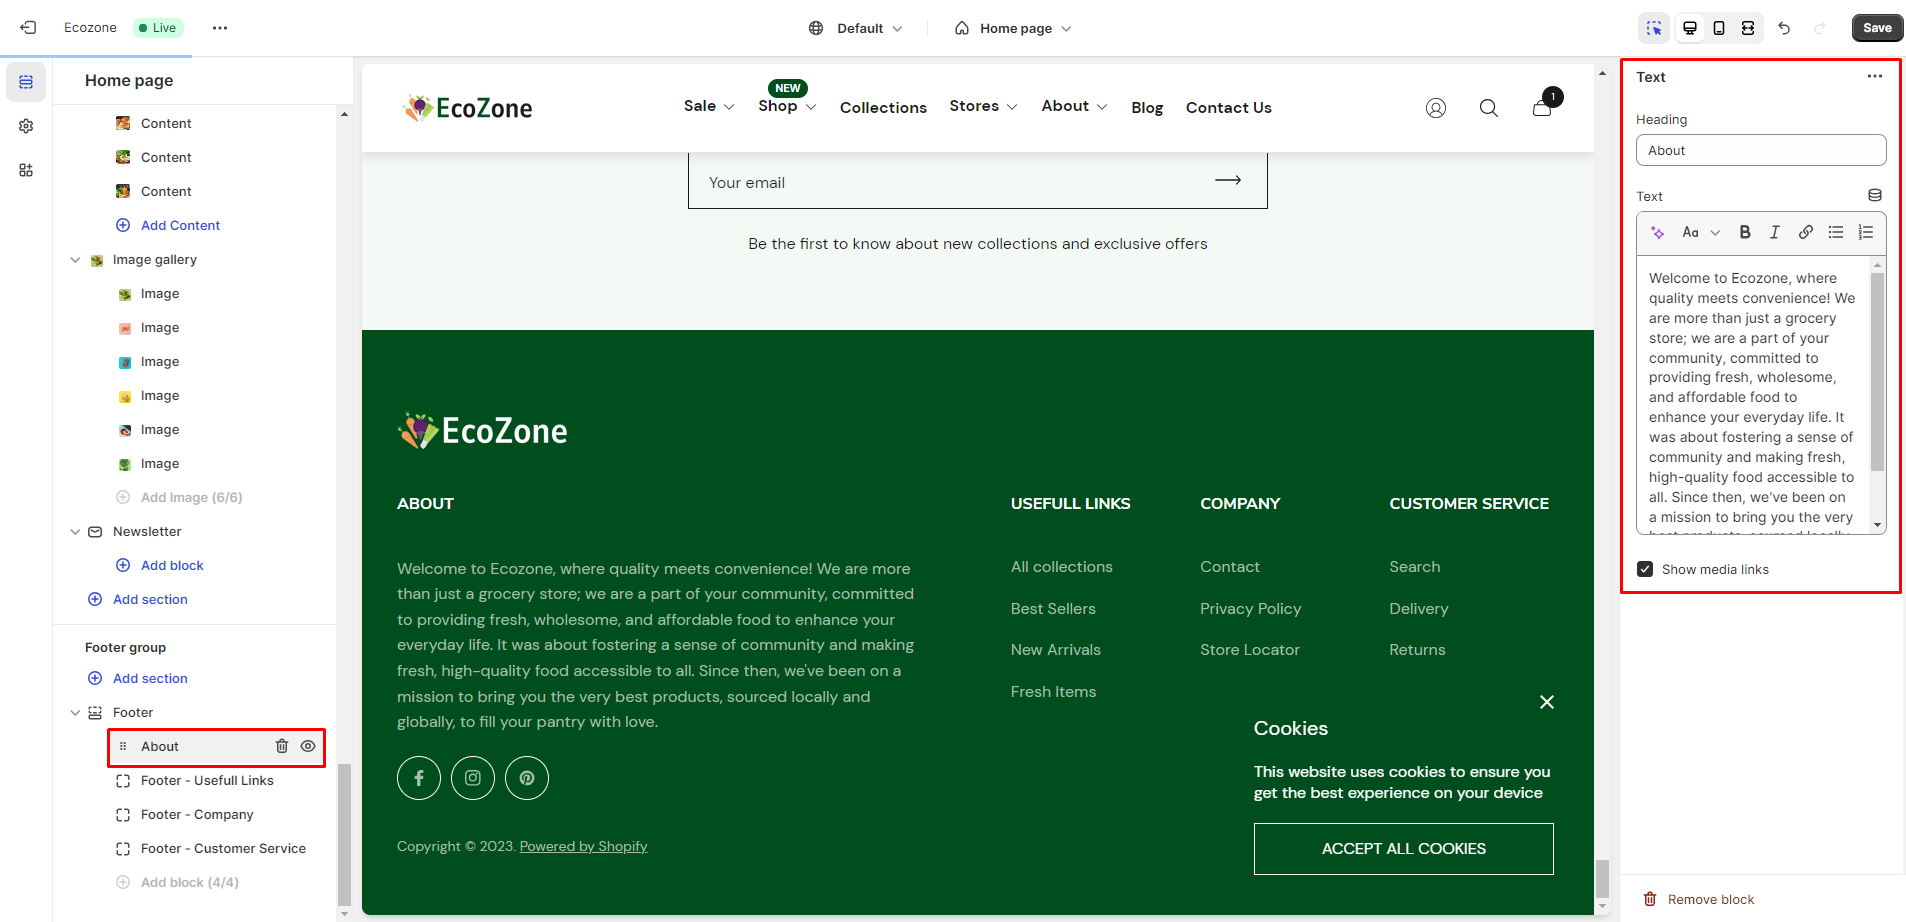 Ecozone
Live
Default
Home page
Save
Home page
Content
Content
Content
Add Content
Image gallery
Image
Image
Image
Image
Image
Image
Add Image (6/6)
Newsletter
Add block
Add section
Footer group
Add section
Footer
About
Footer - Usefull Links
Footer - Company
Footer - Customer Service
Add block (4/4)
EcoZone
Sale
NEW
Shop
Collections
Stores
About
Blog
Contact Us
1
Your email
Be the first to know about new collections and exclusive offers
EcoZone
ABOUT
Welcome to Ecozone, where quality meets convenience! We are more
than just a grocery store; we are a part of your community, committed
to providing fresh, wholesome, and affordable food to enhance your
everyday life. It was about fostering a sense of community and making
fresh, high-quality food accessible to all. Since then, we've been on a
mission to bring you the very best products, sourced locally and
globally, to fill your pantry with love.
USEFULL LINKS
All collections
Best Sellers
New Arrivals
Fresh Items
COMPANY
Contact
Privacy Policy
Store Locator
CUSTOMER SERVICE
Search
Delivery
Returns
Copyright © 2023. Powered by Shopify
Cookies
This website uses cookies to ensure you
get the best experience on your device
ACCEPT ALL COOKIES
Text
Heading
About
Text
Aa
B
I
Welcome to Ecozone, where
quality meets convenience! We
are more than just a grocery
store; we are a part of your
community, committed to
providing fresh, wholesome,
and affordable food to
enhance your everyday life. It
was about fostering a sense of
community and making fresh,
high-quality food accessible to
all. Since then, we've been on
a mission to bring you the very
best products, sourced locally
Show media links
Remove block